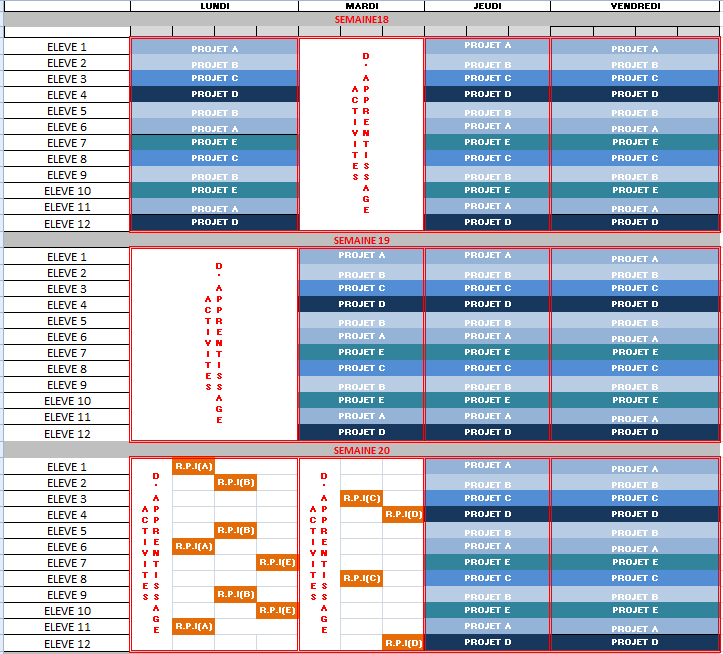 LUNDI MARDI JEUDI VENDREDI
SEMAINE18
ELEVE 1 PROJET A PROJET A PROJET A
ELEVE 2 PROJET B PROJET B PROJET B
ELEVE 3 PROJET C PROJET C PROJET C
ELEVE 4 PROJET D PROJET D PROJET D
ELEVE 5 PROJET B PROJET B PROJET B
ELEVE 6 PROJET A PROJET A PROJET A
ELEVE 7 PROJET E PROJET E PROJET E
ELEVE 8 PROJET C PROJET C PROJET C
ELEVE 9 PROJET B PROJET B PROJET B
ELEVE 10 PROJET E PROJET E PROJET E
ELEVE 11 PROJET A PROJET A PROJET A
ELEVE 12 PROJET D PROJET D PROJET D
ACTIVITES
D'APPRENTISSAGE
SEMAINE 19
ELEVE 1 PROJET A PROJET A PROJET A
ELEVE 2 PROJET B PROJET B PROJET B
ELEVE 3 PROJET C PROJET C PROJET C
ELEVE 4 PROJET D PROJET D PROJET D
ELEVE 5 PROJET B PROJET B PROJET B
ELEVE 6 PROJET A PROJET A PROJET A
ELEVE 7 PROJET E PROJET E PROJET E
ELEVE 8 PROJET C PROJET C PROJET C
ELEVE 9 PROJET B PROJET B PROJET B
ELEVE 10 PROJET E PROJET E PROJET E
ELEVE 11 PROJET A PROJET A PROJET A
ELEVE 12 PROJET D PROJET D PROJET D
ACTIVITES
D'APPRENTISSAGE
SEMAINE 20
ELEVE 1 R.P.I(A) PROJET A PROJET A
ELEVE 2 R.P.I(B) PROJET B PROJET B
ELEVE 3 R.P.I(C) PROJET C PROJET C
ELEVE 4 R.P.I(D) PROJET D PROJET D
ELEVE 5 R.P.I(B) PROJET B PROJET B
ELEVE 6 R.P.I(A) PROJET A PROJET A
ELEVE 7 R.P.I(E) PROJET E PROJET E
ELEVE 8 R.P.I(C) PROJET C PROJET C
ELEVE 9 R.P.I(B) PROJET B PROJET B
ELEVE 10 R.P.I(E) PROJET E PROJET E
ELEVE 11 R.P.I(A) PROJET A PROJET A
ELEVE 12 R.P.I(D) PROJET D PROJET D
ACTIVITES
D'APPRENTISSAGE
ACTIVITES
D'APPRENTISSAGE